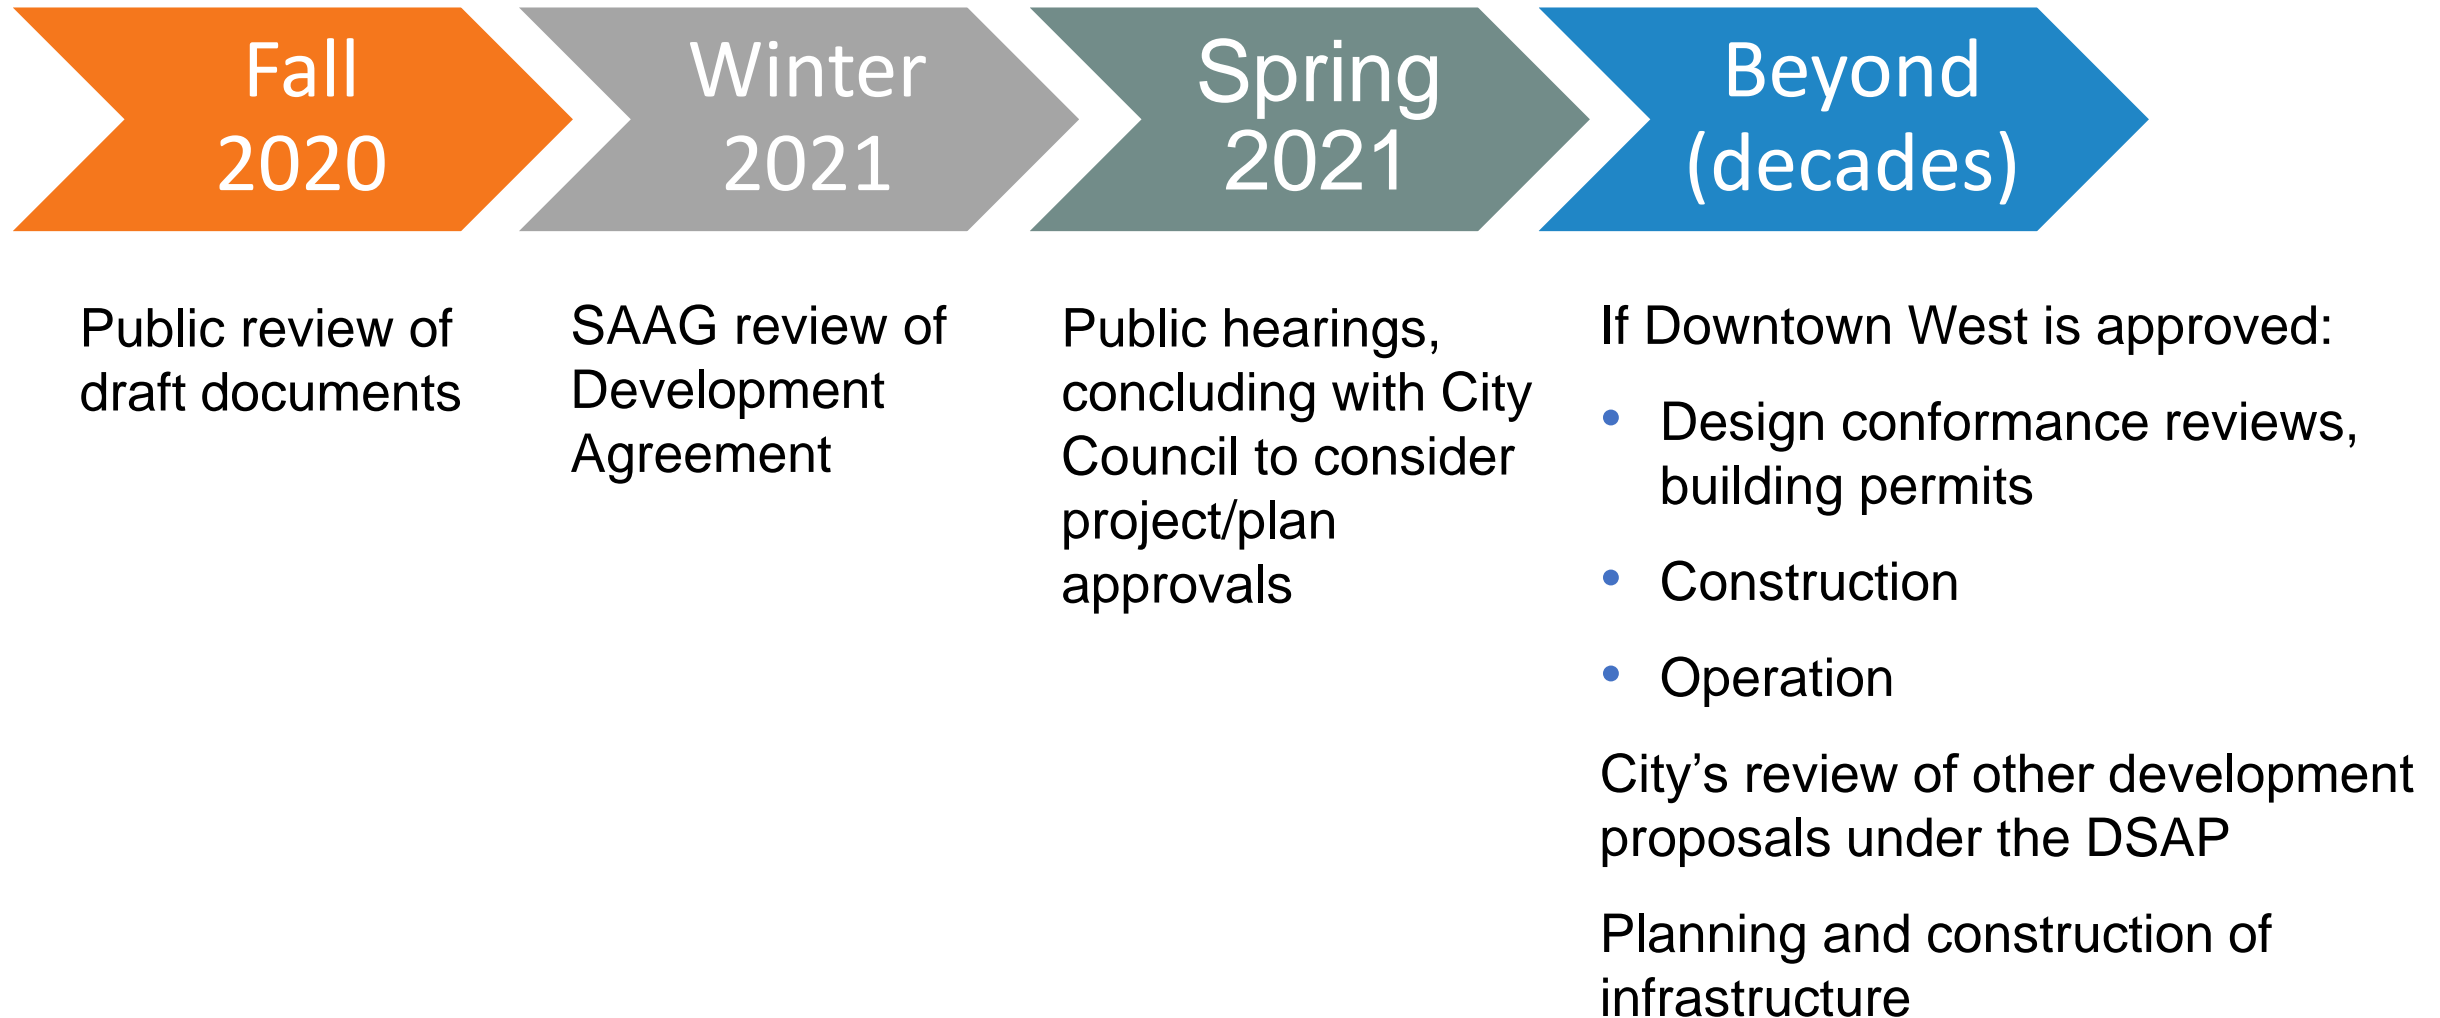 Fall
2020
Winter
2021
Spring
2021
Beyond
(decades)
Public review of
draft documents
SAAG review of
Development
Agreement
Public hearings,
concluding with City
Council to consider
project/plan
approvals
If Downtown West is approved:
• Design conformance reviews,
building permits
• Construction
• Operation
City’s review of other development
proposals under the DSAP
Planning and construction of
infrastructure